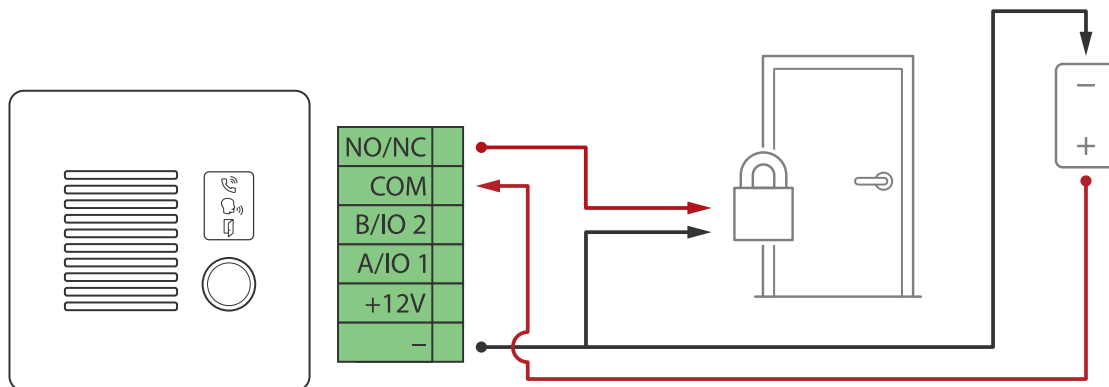 NO/NC
COM
B/IO 2
A/IO 1
+12V
–
–
+